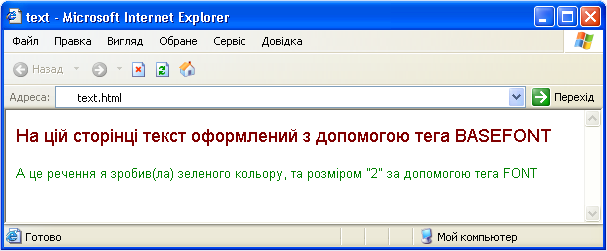 text - Microsoft Internet Explorer
Файл Правка Вигляд Обране Сервіс Довідка
Назад
Адреса: text.html Перехід
На цій сторінці текст оформлений з допомогою тега BASEFONT
А це речення я зробив(ла) зеленого кольору, та розміром "2" за допомогою тега FONT
Готово Мой компьютер